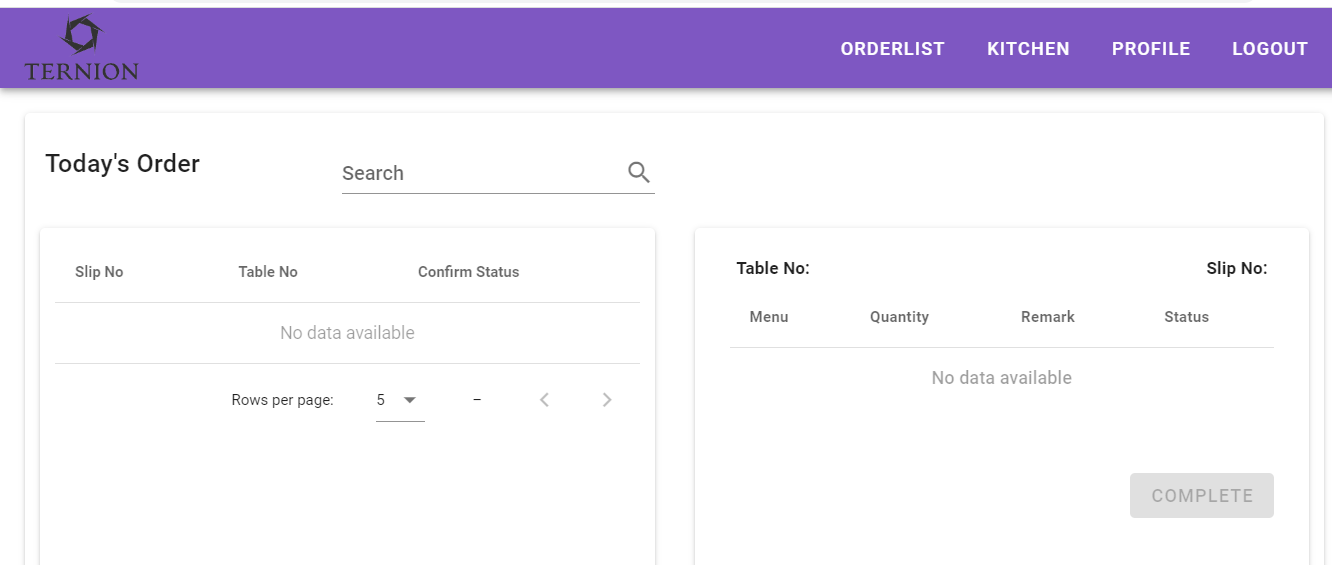 TERNION
ORDERLIST KITCHEN PROFILE LOGOUT
Today's Order
Search
Slip No Table No Confirm Status
No data available
Rows per page: 5 –
Table No: Slip No:
Menu Quantity Remark Status
No data available
COMPLETE